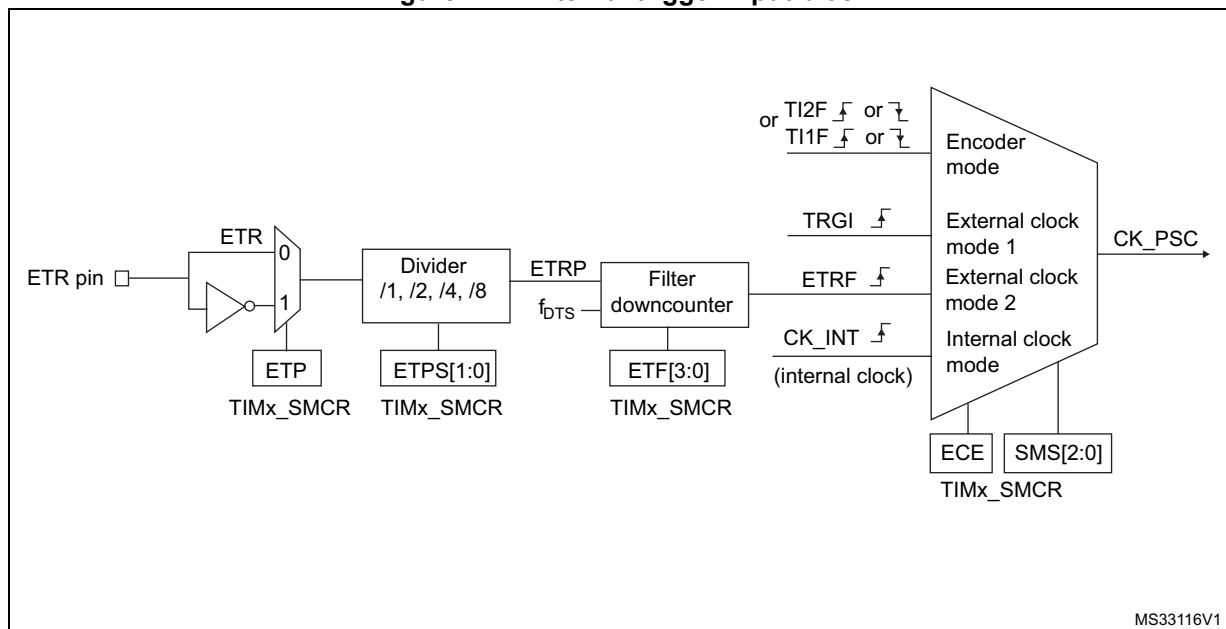 or TI2F or
TI1F or
Encoder
mode
TRGI
External clock
mode 1
CK_PSC
ETR
0
ETR pin
1
Divider
/1, /2, /4, /8
ETRP
Filter
downcounter
fDTS
ETRF
External clock
mode 2
CK_INT
(internal clock)
Internal clock
mode
ETP
TIMx_SMCR
ETPS[1:0]
TIMx_SMCR
ETF[3:0]
TIMx_SMCR
ECE
SMS[2:0]
TIMx_SMCR
MS33116V1